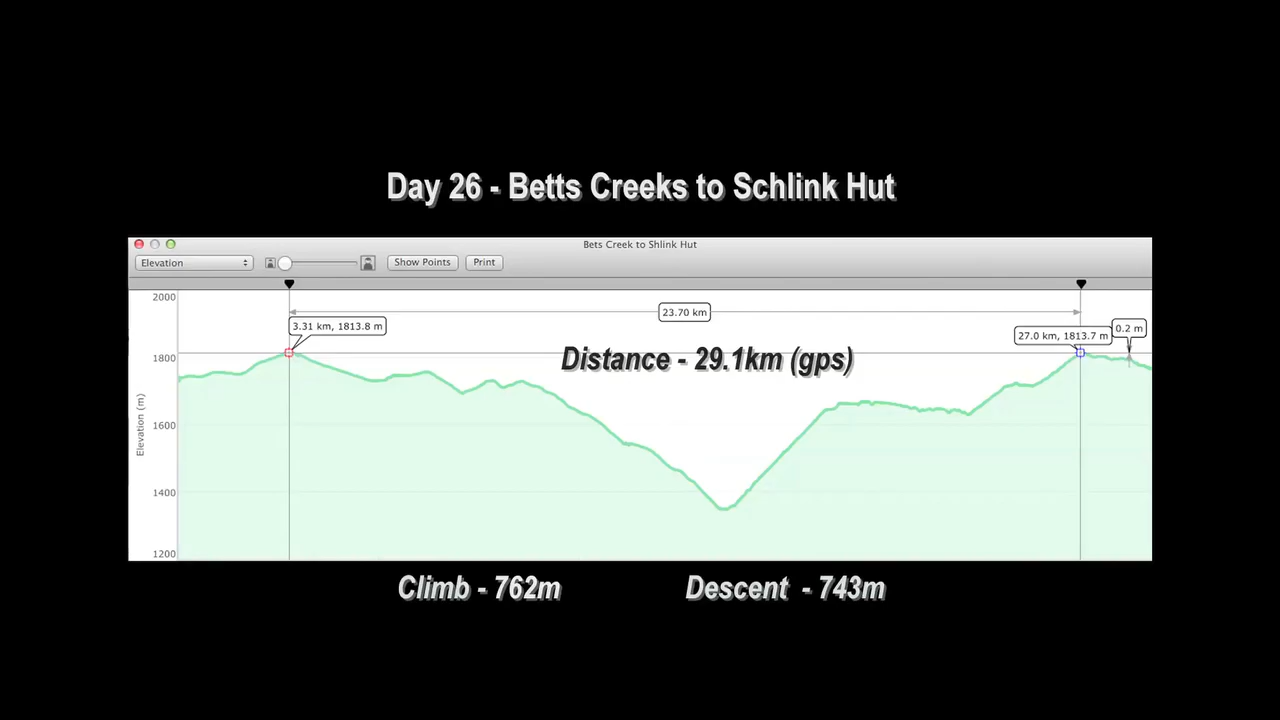 Day 26 - Betts Creeks to Schlink Hut
Bets Creek to Shlink Hut
Elevation
Show Points
Print
2000
23.70 km
3.31 km, 1813.8 m
27.0 km, 1813.7 m
0.2 m
1800
Distance - 29.1km (gps)
Elevation (m)
1600
1400
1200
Climb - 762m
Descent - 743m